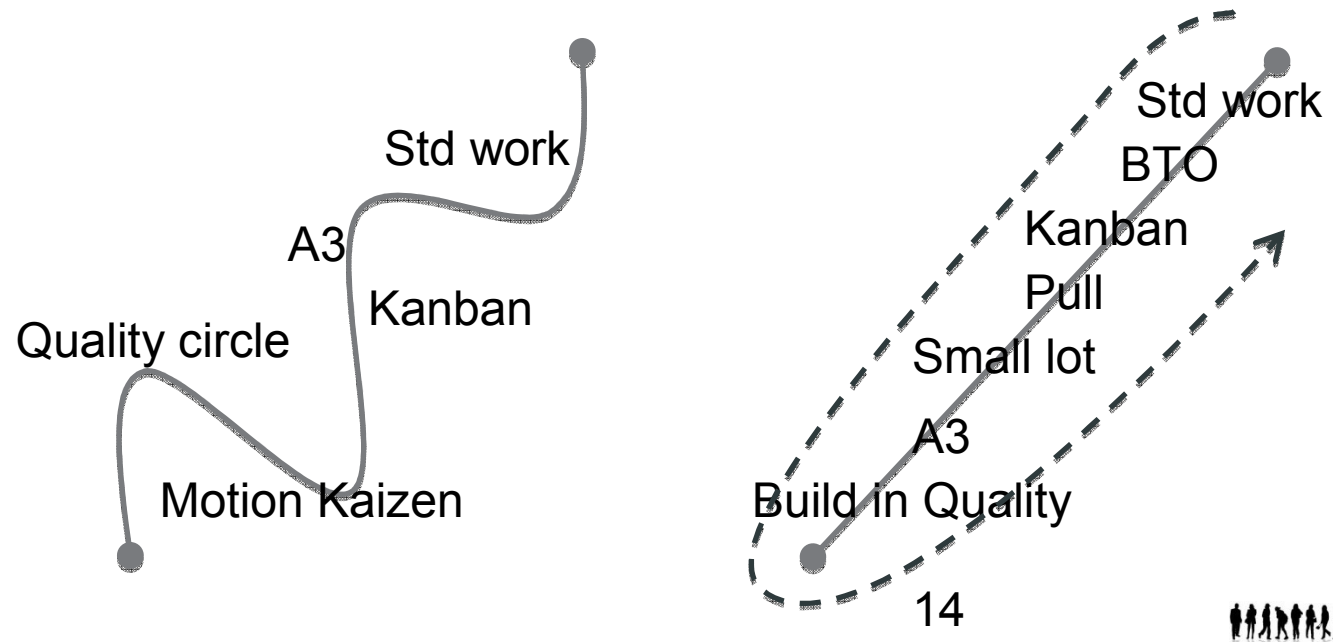 Std work
A3
Kanban
Quality circle
Motion Kaizen
Std work
BTO
Kanban
Pull
Small lot
A3
Build in Quality
14